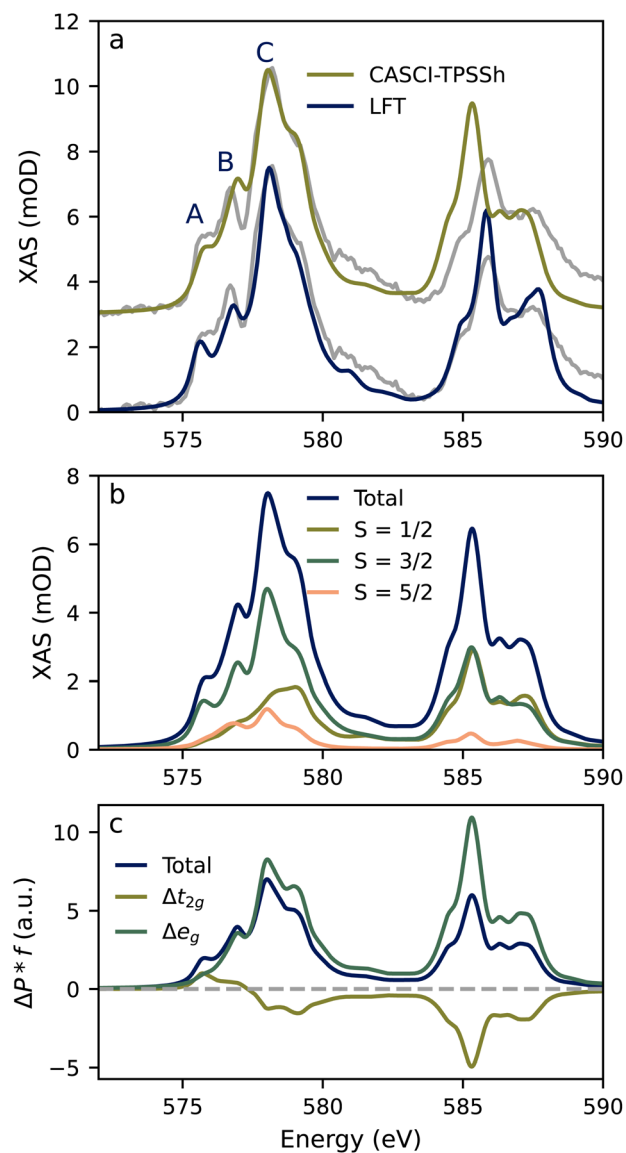 a
12
10
8
6
4
2
0
XAS (mOD)
A
B
C
CASCI-TPSSh
LFT
575
580
585
590
b
8
6
4
2
0
XAS (mOD)
Total
S = 1/2
S = 3/2
S = 5/2
575
580
585
590
c
10
5
0
−5
ΔP * f (a.u.)
Total
Δt₂g
Δe_g
575
580
585
590
Energy (eV)